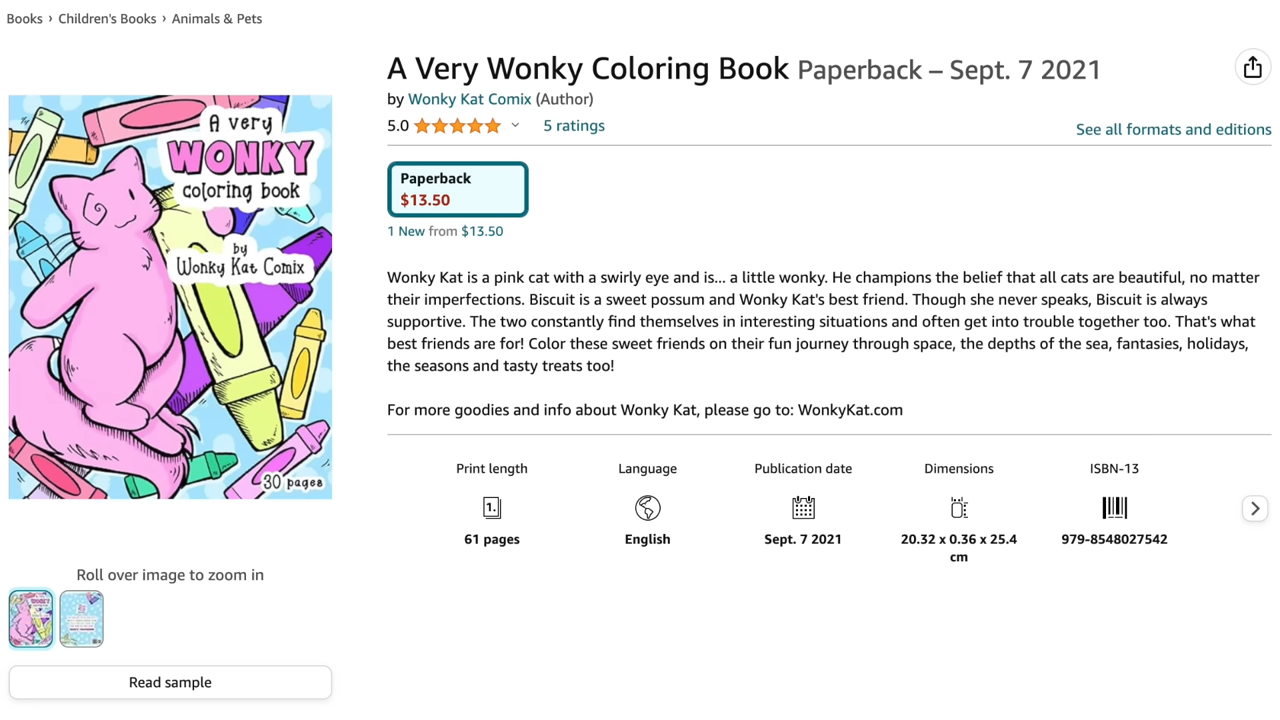 Books › Children's Books › Animals & Pets
A very
WONKY
coloring book
by
Wonky Kat Comix
30 pages
Roll over image to zoom in
Read sample
A Very Wonky Coloring Book Paperback – Sept. 7 2021
by Wonky Kat Comix (Author)
5.0 5 ratings
See all formats and editions
Paperback
$13.50
1 New from $13.50
Wonky Kat is a pink cat with a swirly eye and is... a little wonky. He champions the belief that all cats are beautiful, no matter
their imperfections. Biscuit is a sweet possum and Wonky Kat's best friend. Though she never speaks, Biscuit is always
supportive. The two constantly find themselves in interesting situations and often get into trouble together too. That's what
best friends are for! Color these sweet friends on their fun journey through space, the depths of the sea, fantasies, holidays,
the seasons and tasty treats too!
For more goodies and info about Wonky Kat, please go to: WonkyKat.com
Print length
1.
61 pages
Language
English
Publication date
Sept. 7 2021
Dimensions
20.32 x 0.36 x 25.4
cm
ISBN-13
979-8548027542